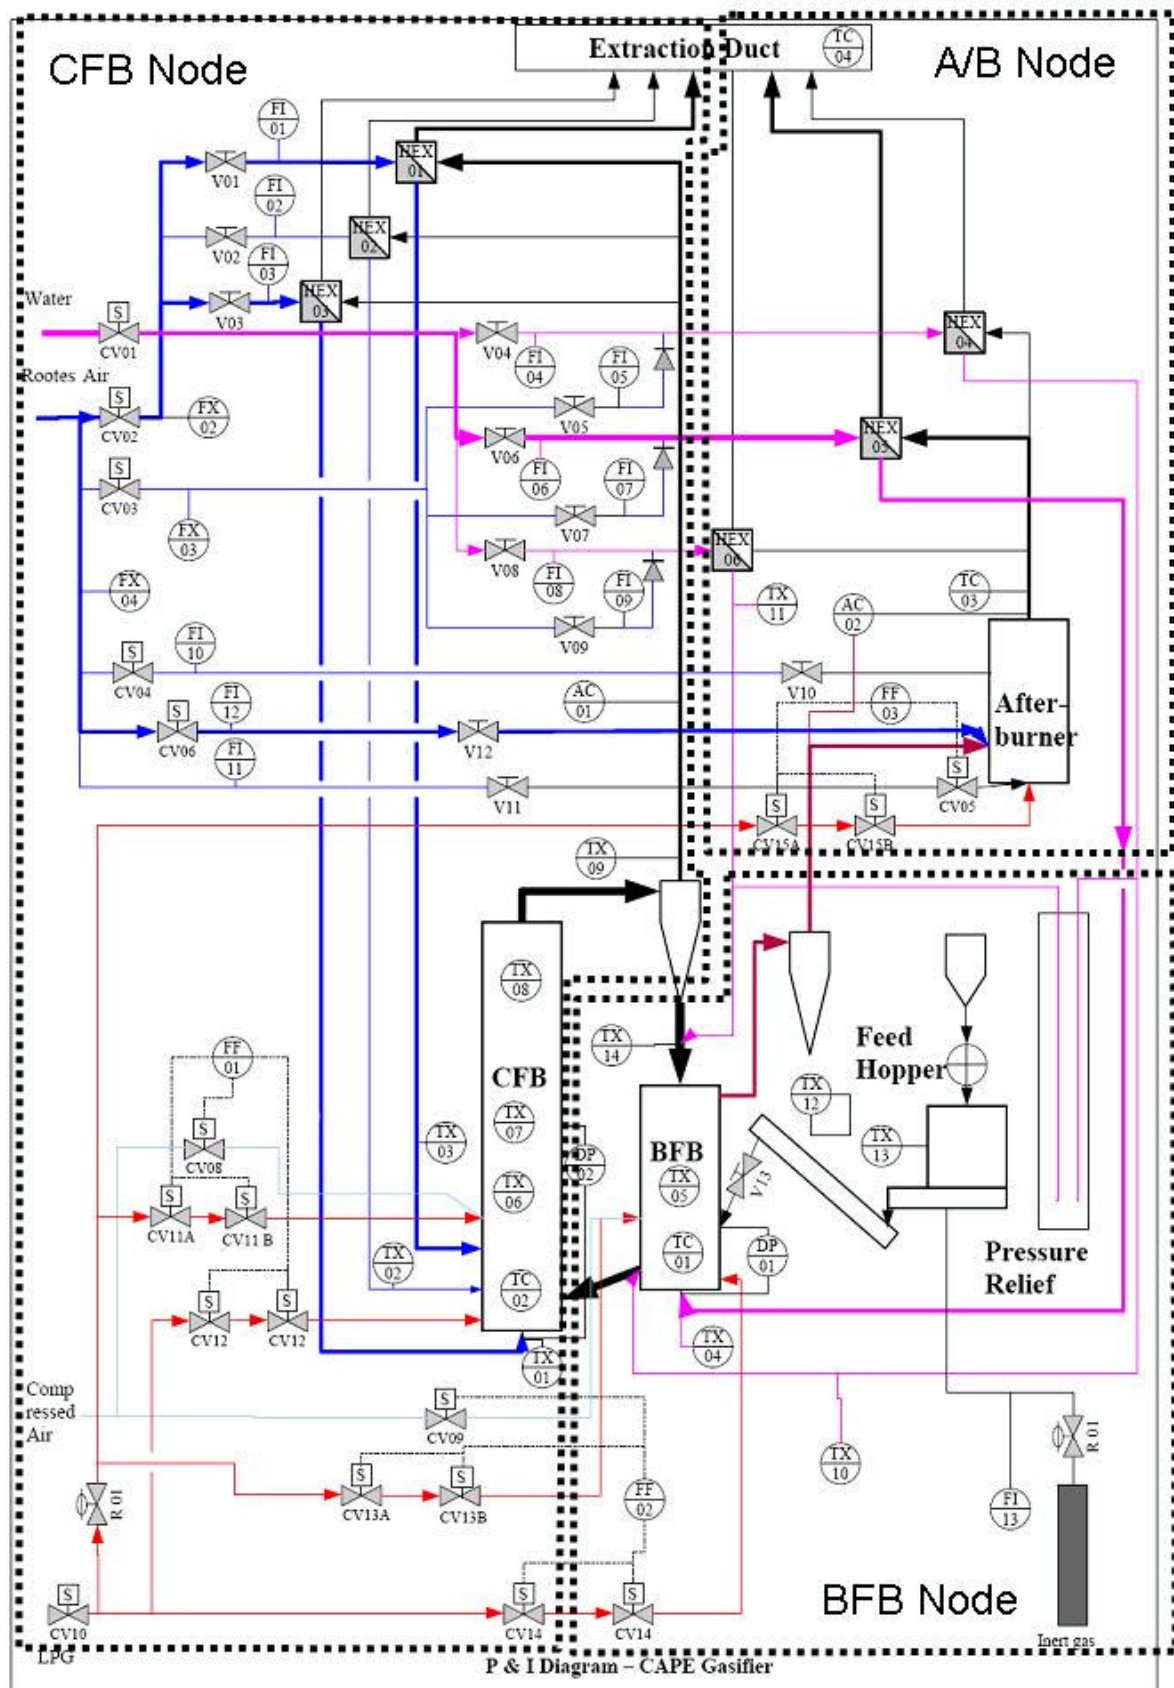 CFB Node
A/B Node
Extraction Duct
TC
04
FI
01
HEX
01
V01
FI
02
HEX
02
V02
FI
03
HEX
03
V03
Water
S
CV01
V04
FI
04
FI
05
HEX
04
Rootes Air
S
CV02
FX
02
V05
HEX
05
V06
FI
06
FI
07
S
CV03
FX
03
V07
HEX
06
V08
FI
08
FI
09
TX
11
TC
03
AC
02
FX
04
V09
FI
10
S
CV04
V10
AC
01
FF
03
After-
burner
FI
12
S
CV06
V12
FI
11
V11
S
CV05
S
CV15A
S
CV15B
TX
09
TX
08
TX
14
Feed
Hopper
FF
01
CFB
TX
12
TX
13
TX
07
TX
03
DP
02
BFB
TX
05
V13
S
CV08
TX
06
S
CV11A
S
CV11 B
TX
02
TC
02
TC
01
DP
01
Pressure
Relief
S
CV12
S
CV12
TX
01
TX
04
Comp
ressed
Air
S
CV09
R 01
TX
10
S
CV13A
S
CV13B
FF
02
R 01
FI
13
S
CV10
S
CV14
S
CV14
BFB Node
Inert gas
LPG
P & I Diagram – CAPE Gasifier